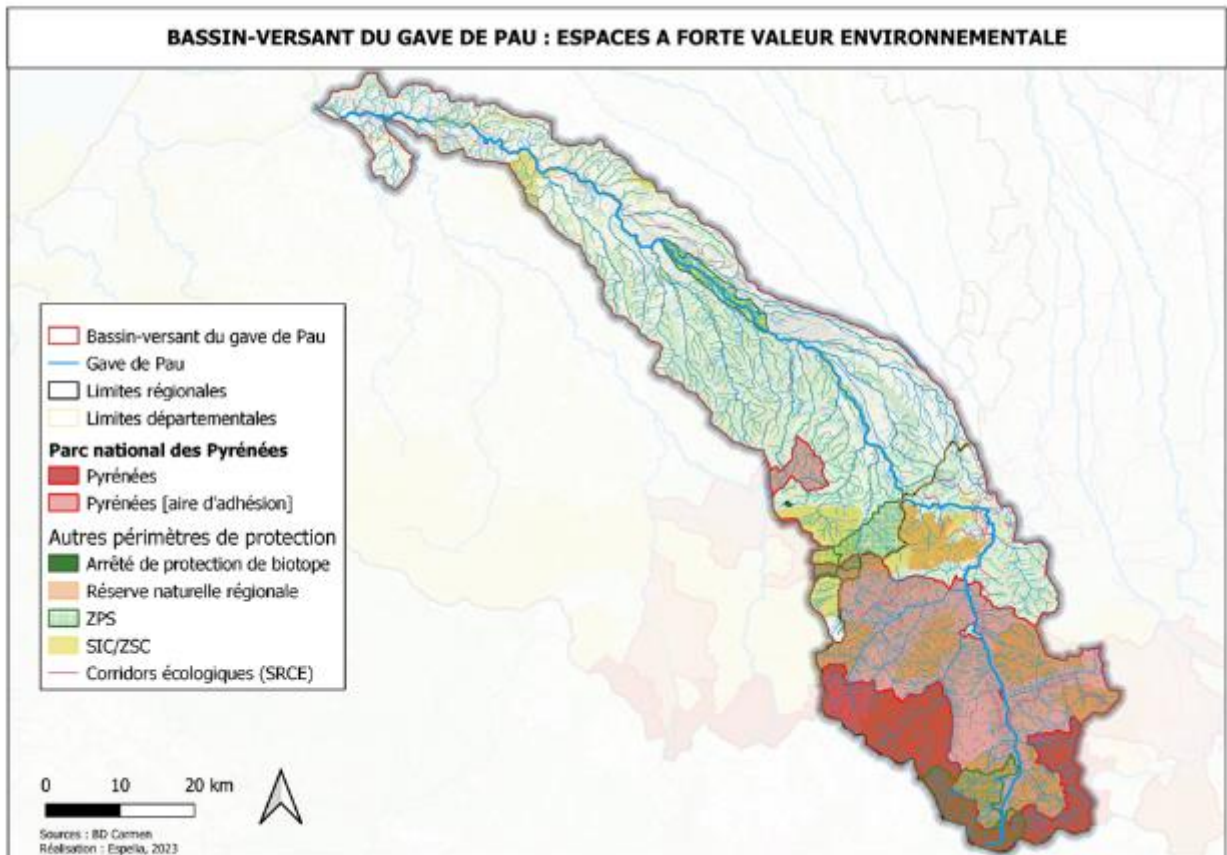 BASSIN-VERSANT DU GAVE DE PAU : ESPACES A FORTE VALEUR ENVIRONNEMENTALE
Bassin-versant du gave de Pau
Gave de Pau
Limites régionales
Limites départementales
Parc national des Pyrénées
Pyrénées
Pyrénées [aire d'adhésion]
Autres périmètres de protection
Arrêté de protection de biotope
Réserve naturelle régionale
ZPS
SIC/ZSC
Corridors écologiques (SRCE)
0 10 20 km
Sources : BD Carmen
Réalisation : Espelia, 2023